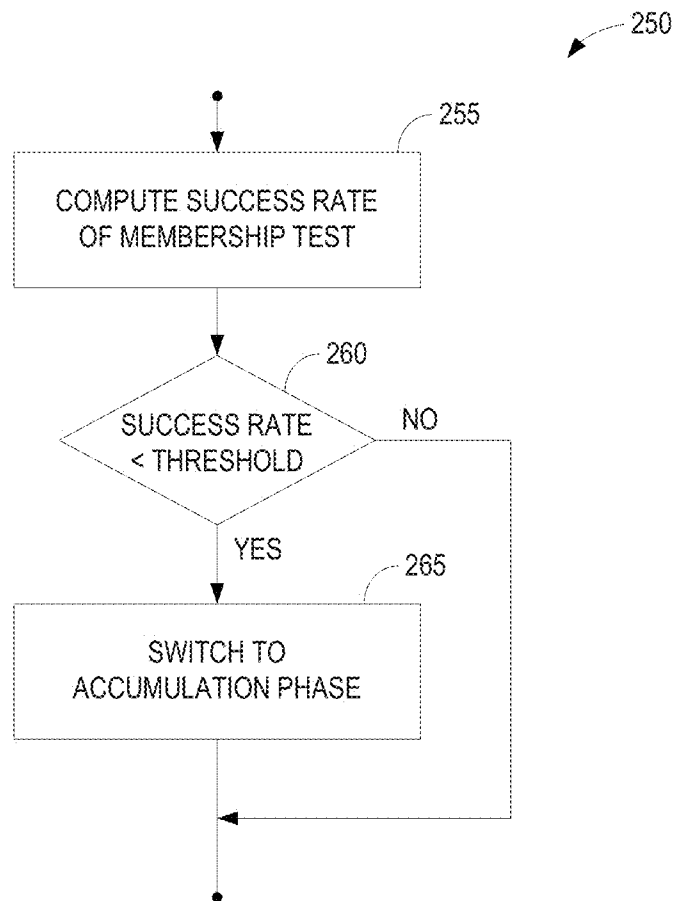 250
255
COMPUTE SUCCESS RATE
OF MEMBERSHIP TEST
260
SUCCESS RATE
< THRESHOLD
NO
YES
265
SWITCH TO
ACCUMULATION PHASE